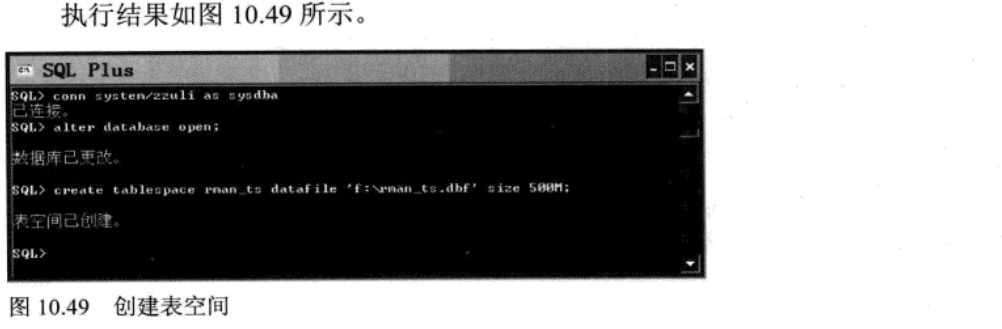 执行结果如图 10.49 所示。
SQL Plus
SQL> conn system/zzuli as sysdba
已连接。
SQL> alter database open;
数据库已更改。
SQL> create tablespace rman_ts datafile 'f:\rman_ts.dbf' size 500M;
表空间已创建。
SQL>
图 10.49 创建表空间